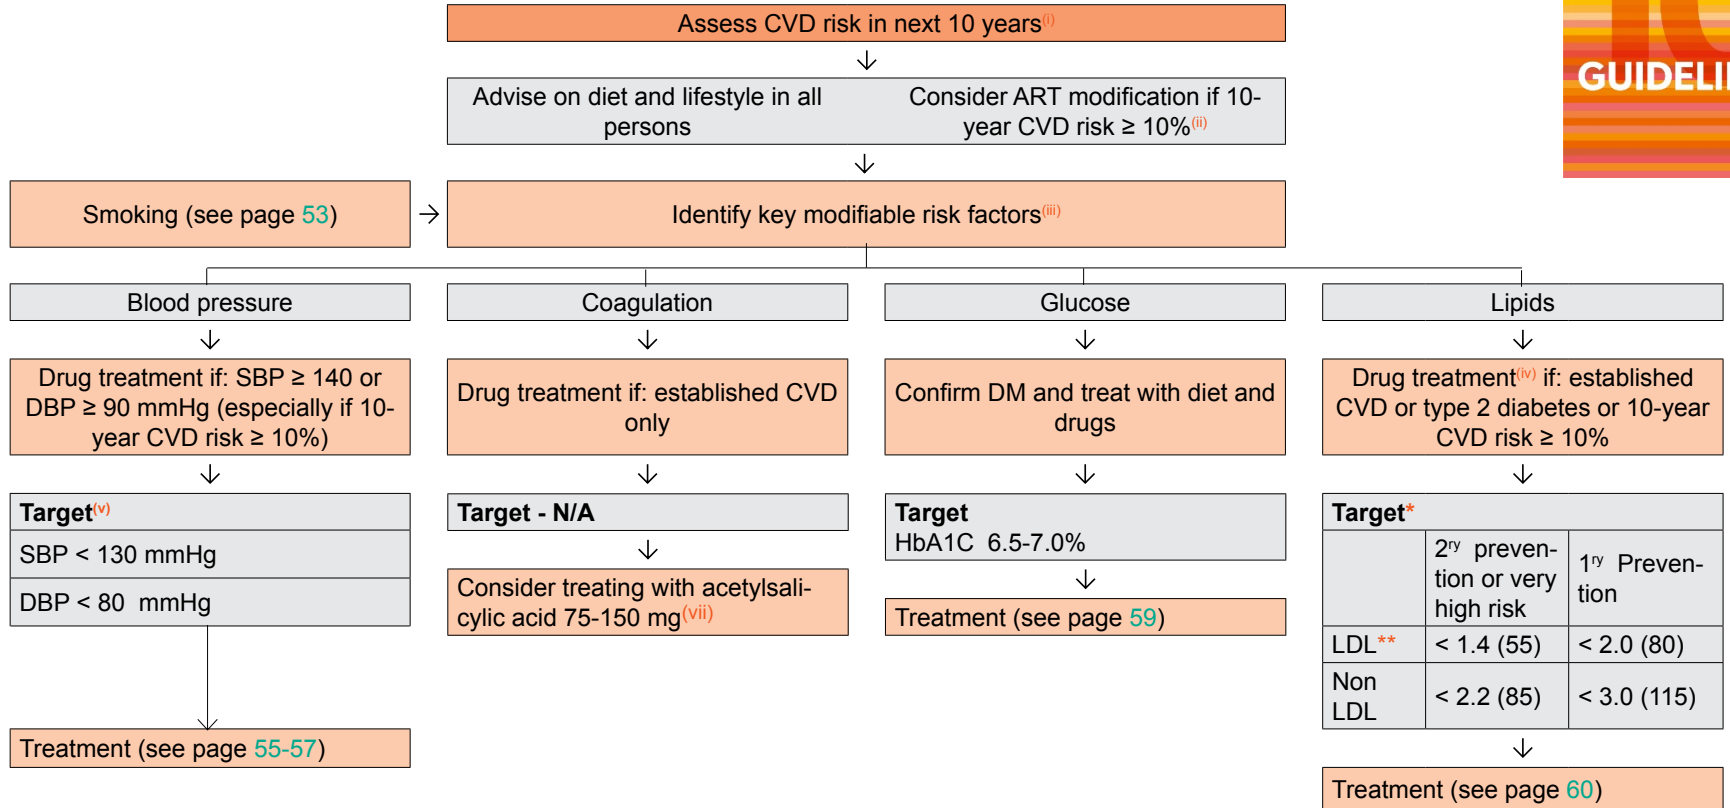 Assess CVD risk in next 10 years(i)
GUIDELI
Advise on diet and lifestyle in all
persons
Consider ART modification if 10-
year CVD risk ≥ 10%(ii)
Smoking (see page 53)
Identify key modifiable risk factors(iii)
Blood pressure
Coagulation
Glucose
Lipids
Drug treatment if: SBP ≥ 140 or
DBP ≥ 90 mmHg (especially if 10-
year CVD risk ≥ 10%)
Drug treatment if: established CVD
only
Confirm DM and treat with diet and
drugs
Drug treatment(iv) if: established
CVD or type 2 diabetes or 10-year
CVD risk ≥ 10%
Target(v)
SBP < 130 mmHg
DBP < 80 mmHg
Treatment (see page 55-57)
Target - N/A
Consider treating with acetylsali-
cylic acid 75-150 mg(vii)
Target
HbA1C 6.5-7.0%
Treatment (see page 59)
Target*
2ry preven-
tion or very
high risk
1ry Preven-
tion
LDL** < 1.4 (55) < 2.0 (80)
Non
LDL
< 2.2 (85) < 3.0 (115)
Treatment (see page 60)